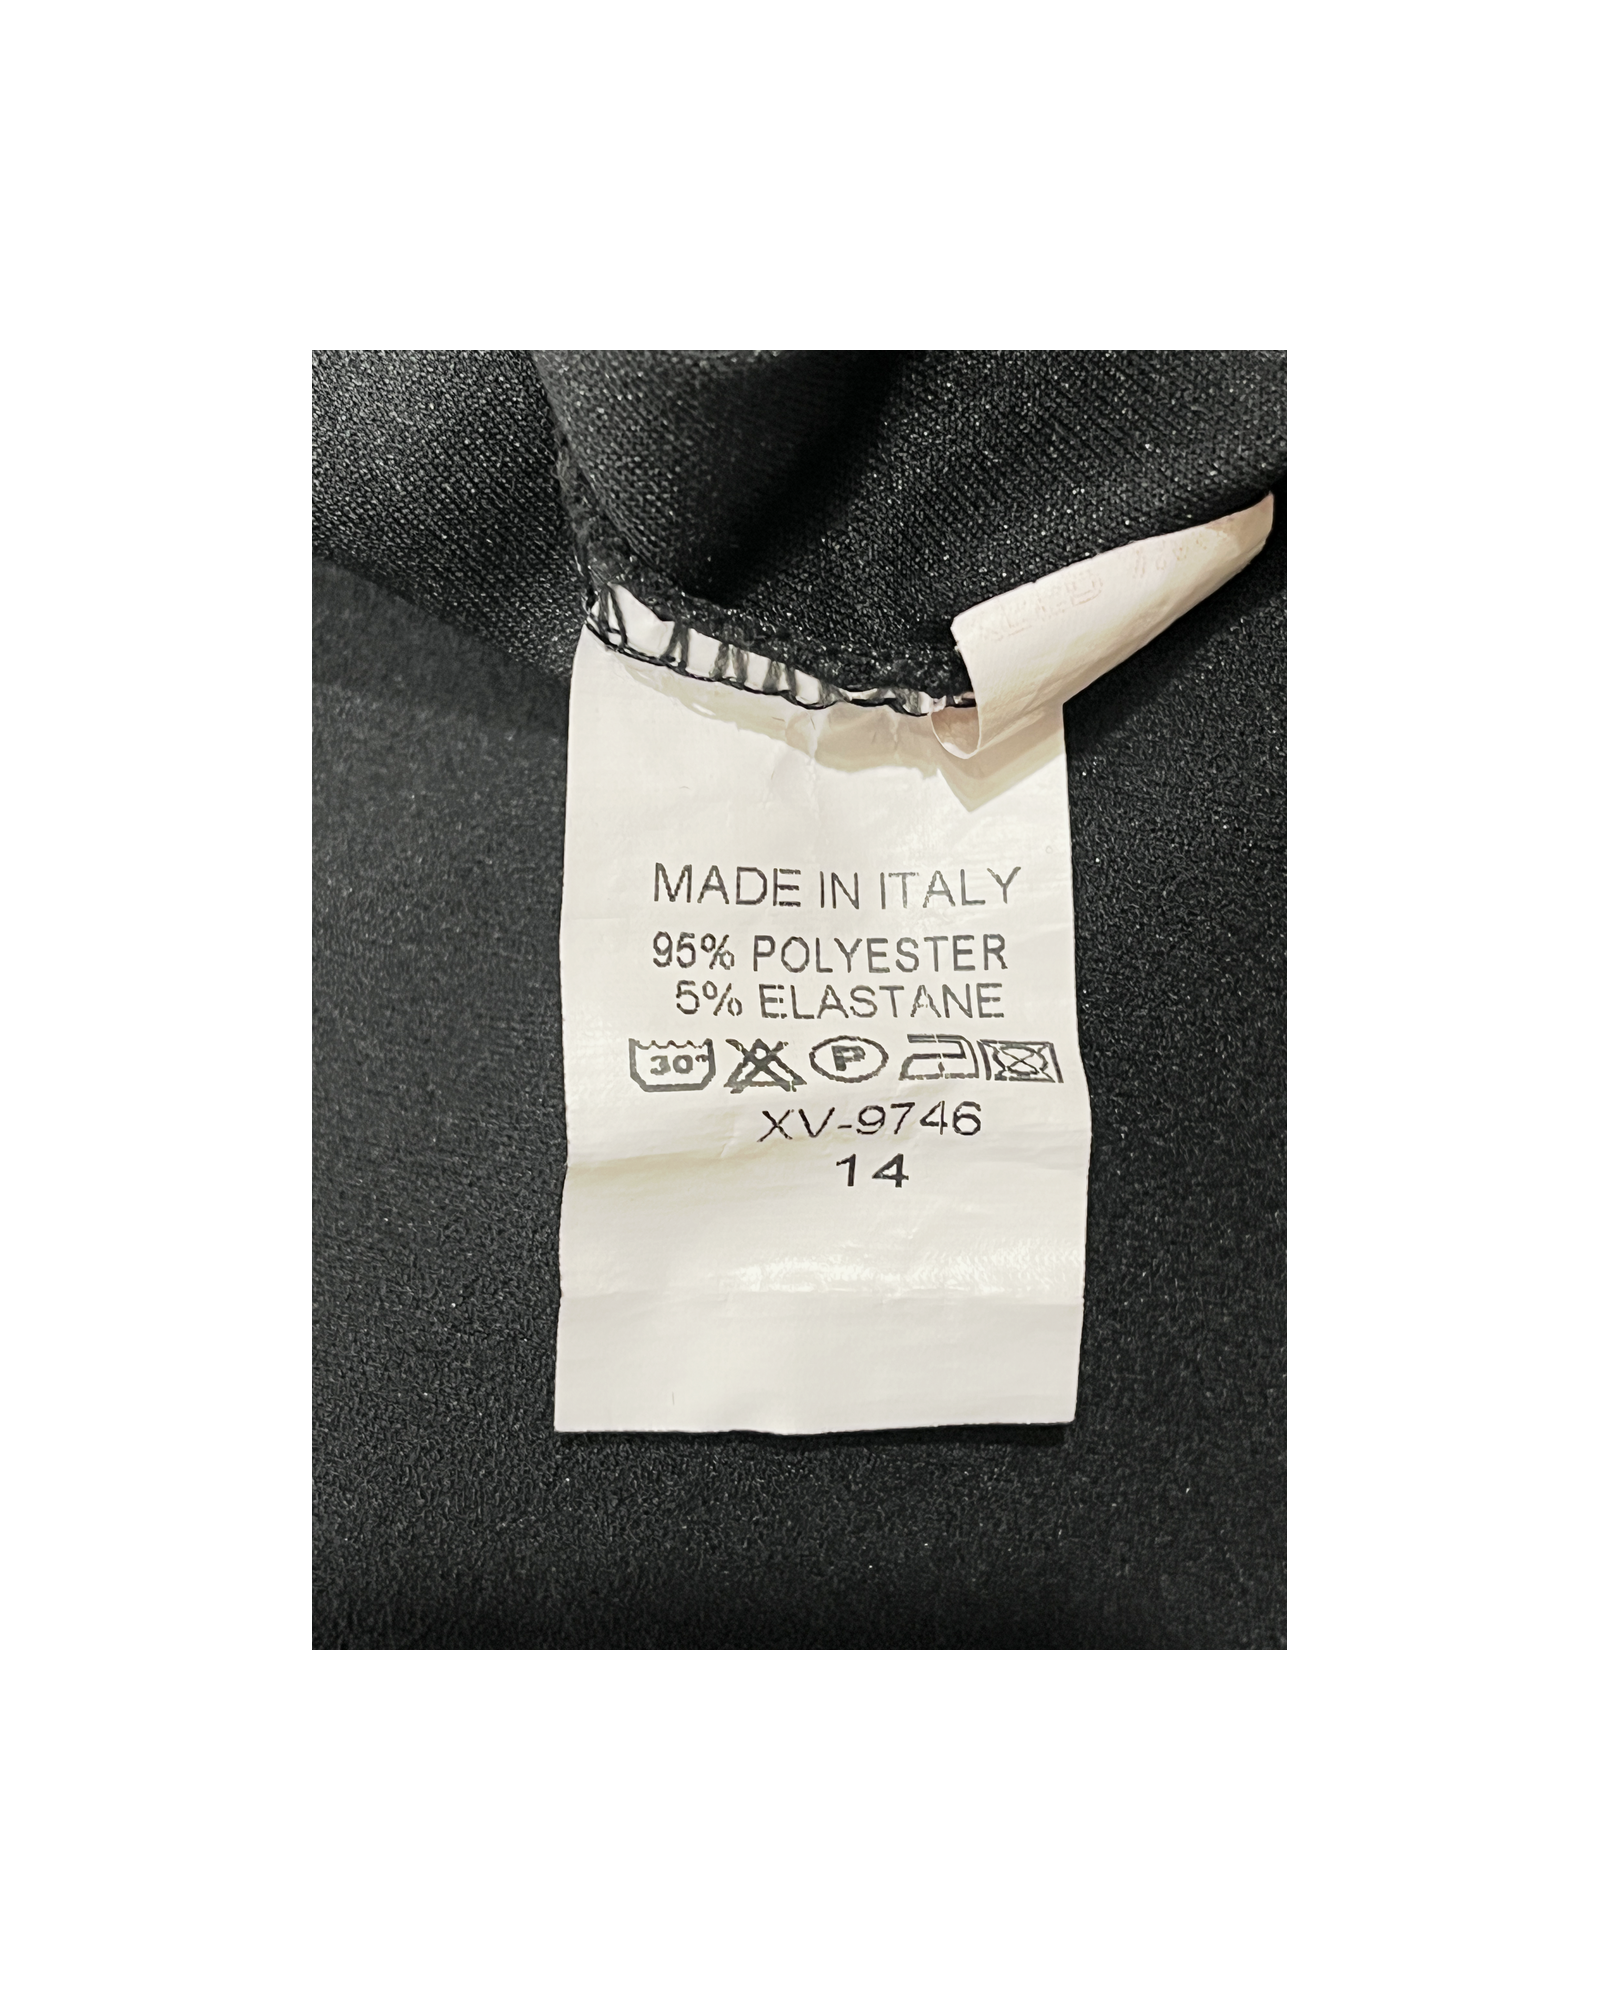 MADE IN ITALY
95% POLYESTER
5% ELASTANE
30° P
XV-9746
14